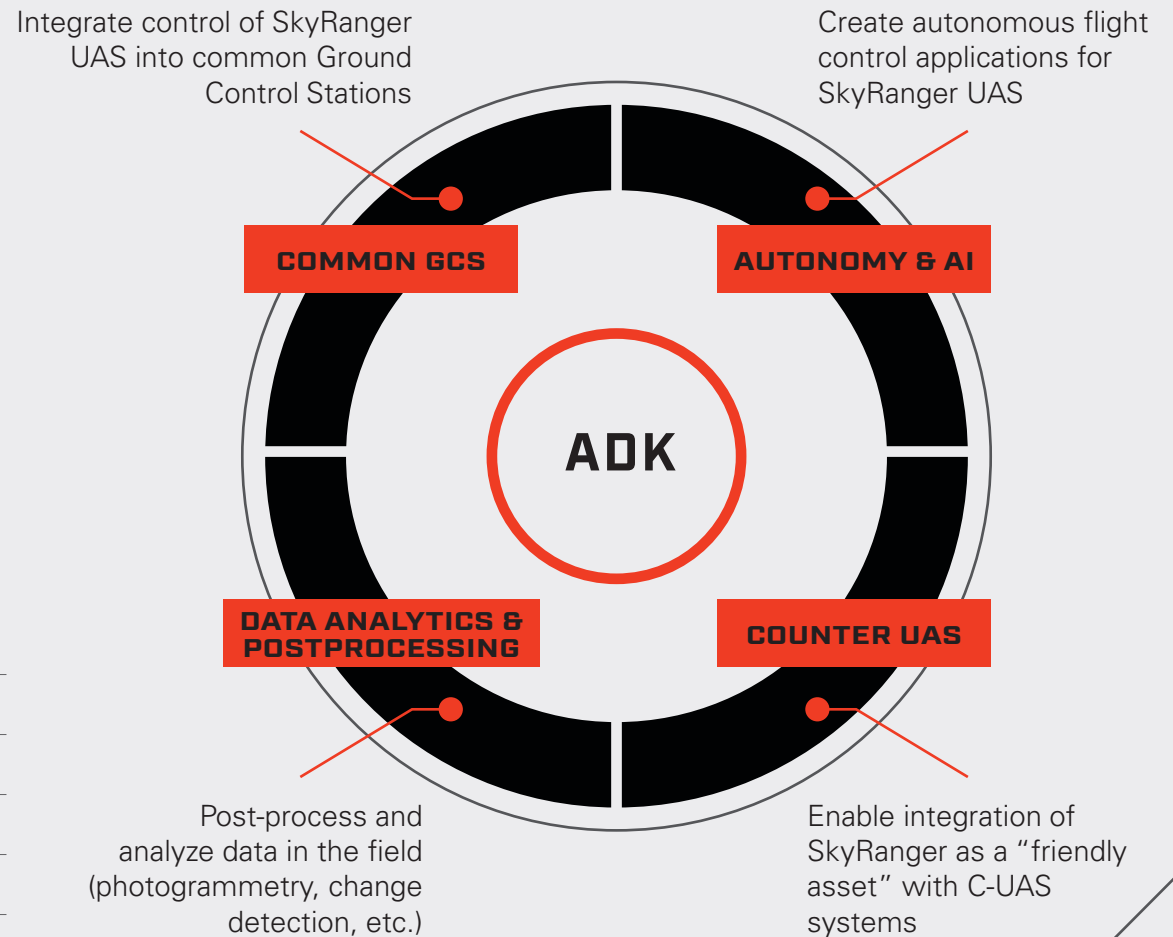 Integrate control of SkyRanger
UAS into common Ground
Control Stations
Create autonomous flight
control applications for
SkyRanger UAS
COMMON GCS
AUTONOMY & AI
ADK
DATA ANALYTICS &
POSTPROCESSING
COUNTER UAS
Post-process and
analyze data in the field
(photogrammetry, change
detection, etc.)
Enable integration of
SkyRanger as a “friendly
asset” with C-UAS
systems